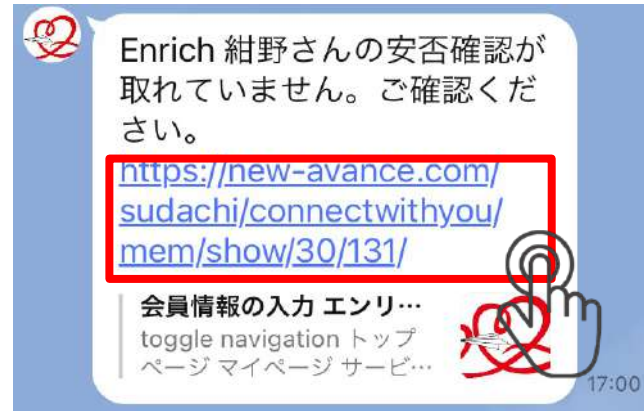 Enrich 紺野さんの安否確認が
取れていません。ご確認くだ
さい。
https://new-avance.com/
sudachi/connectwithyou/
mem/show/30/131/
会員情報の入力 エンリ…
toggle navigation トップ
ページ マイページ サービ…
17:00